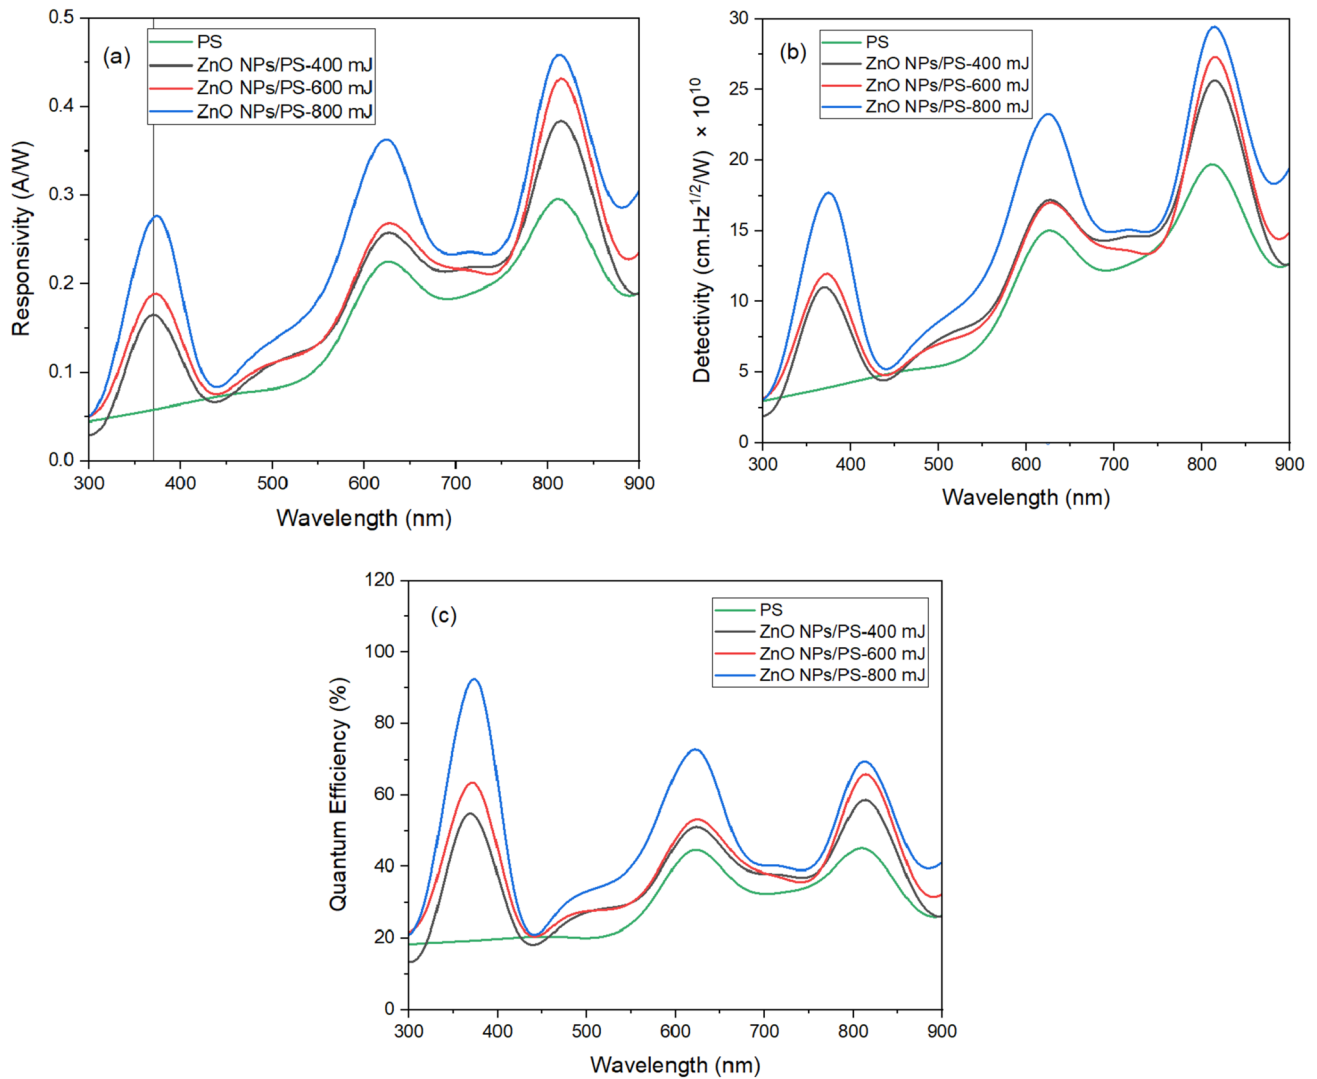 (a)
PS
ZnO NPs/PS-400 mJ
ZnO NPs/PS-600 mJ
ZnO NPs/PS-800 mJ
Responsivity (A/W)
0.5
0.4
0.3
0.2
0.1
0.0
300 400 500 600 700 800 900
Wavelength (nm)
(b)
PS
ZnO NPs/PS-400 mJ
ZnO NPs/PS-600 mJ
ZnO NPs/PS-800 mJ
Detectivity (cm.Hz^1/2/W) × 10^10
30
25
20
15
10
5
0
300 400 500 600 700 800 900
Wavelength (nm)
(c)
PS
ZnO NPs/PS-400 mJ
ZnO NPs/PS-600 mJ
ZnO NPs/PS-800 mJ
Quantum Efficiency (%)
120
100
80
60
40
20
0
300 400 500 600 700 800 900
Wavelength (nm)